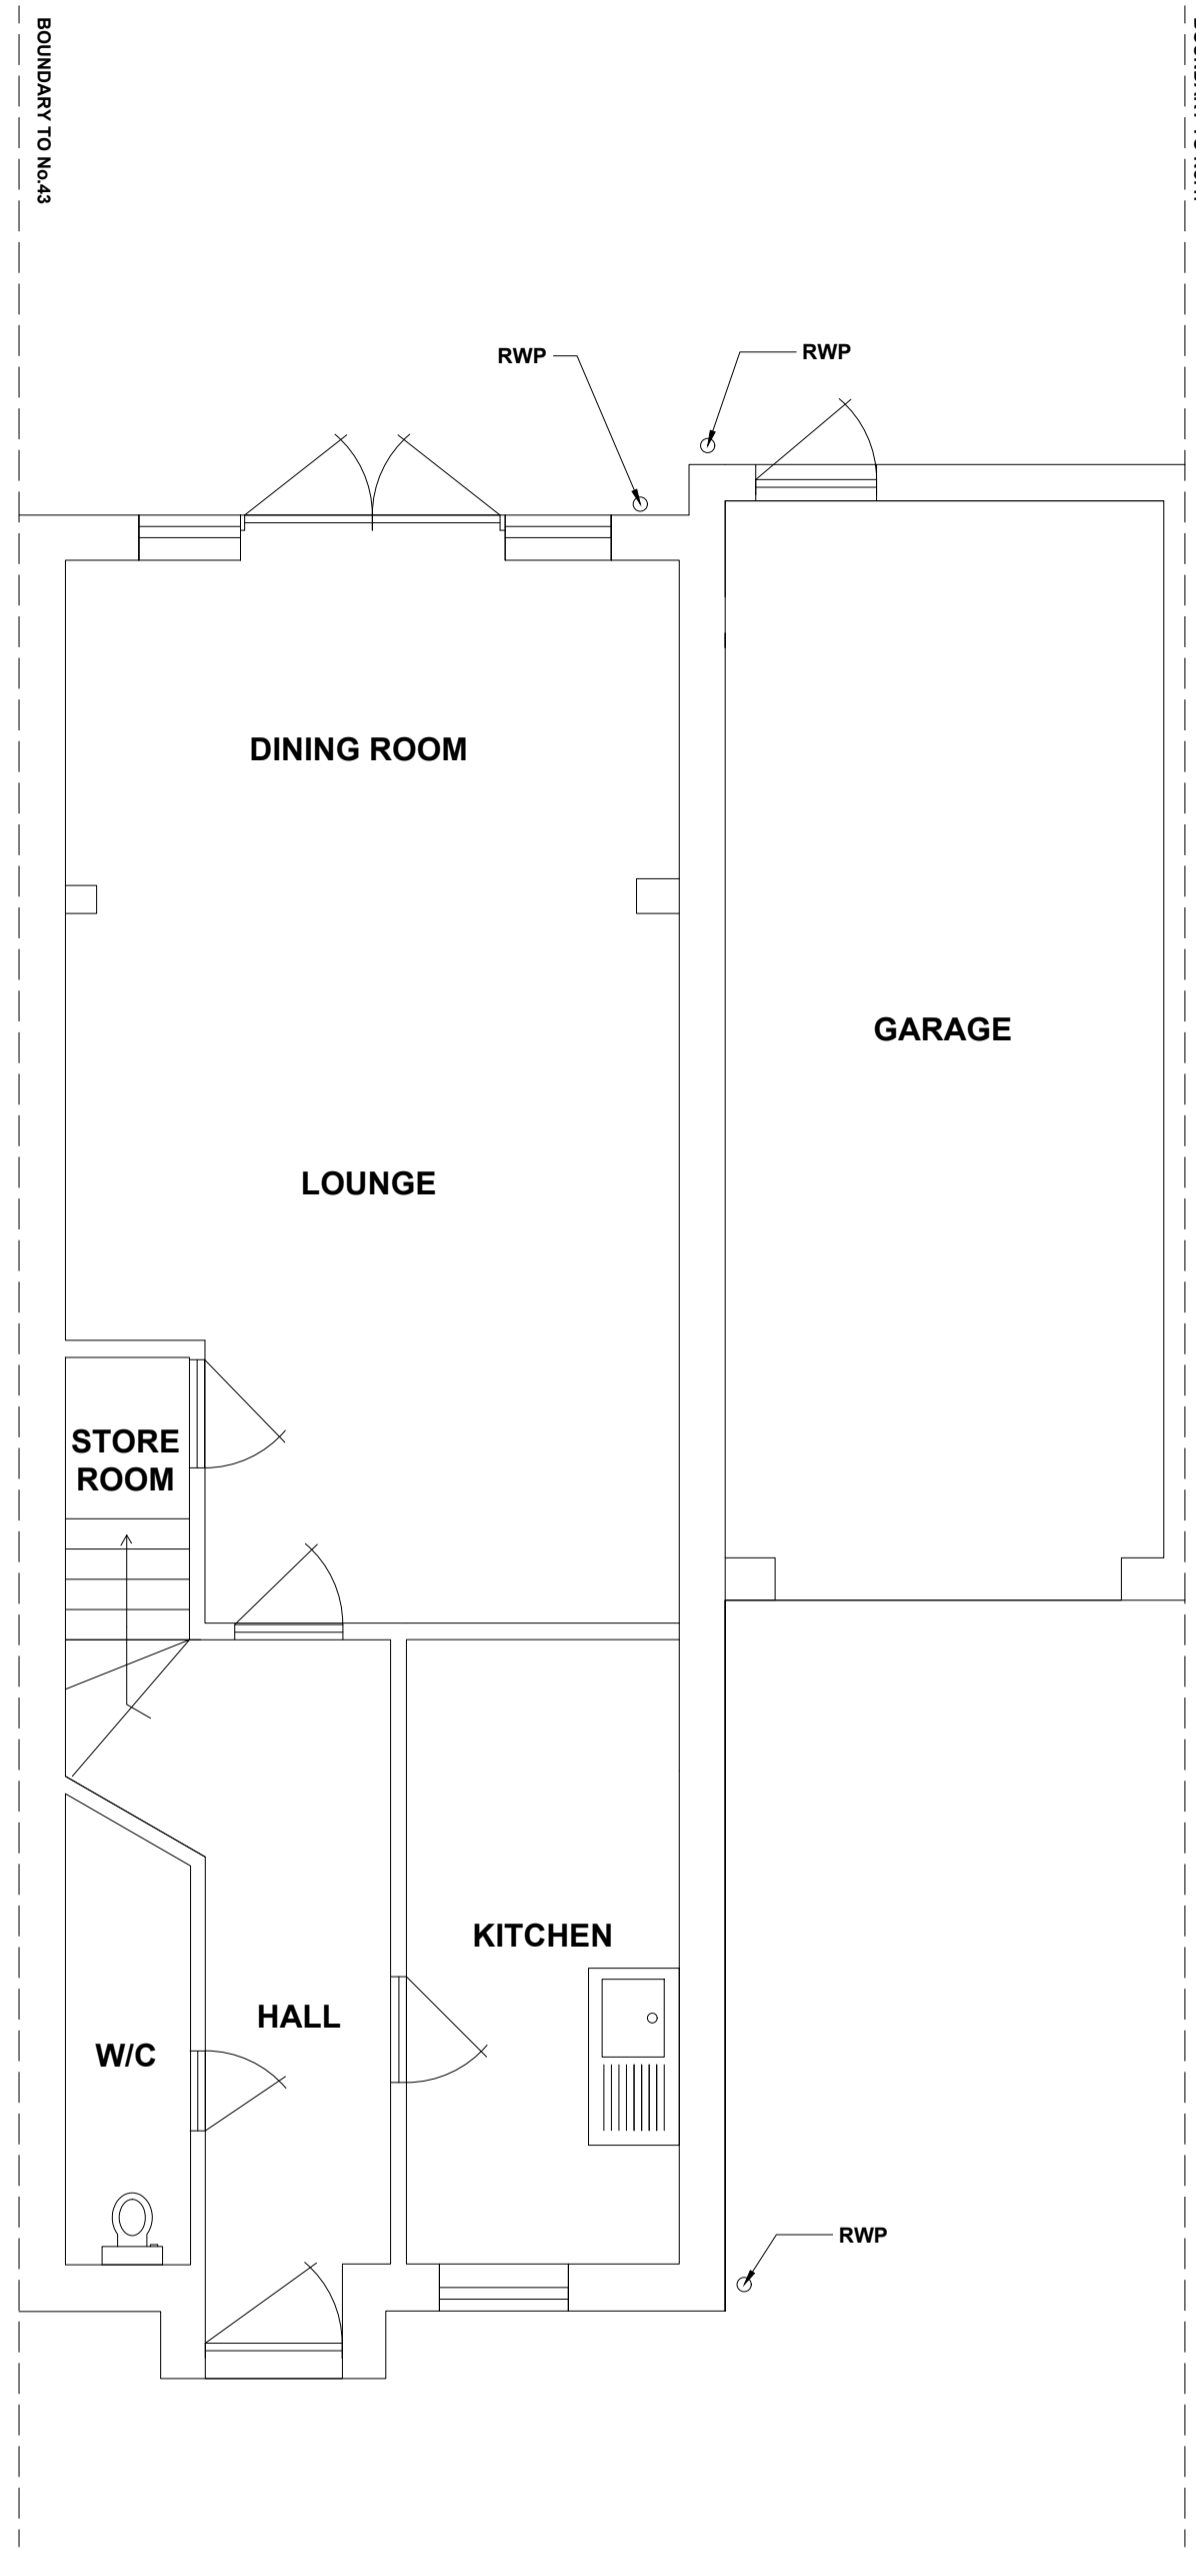 BOUNDARY TO No.43
RWP
RWP
DINING ROOM
GARAGE
LOUNGE
STORE
ROOM
KITCHEN
HALL
W/C
RWP